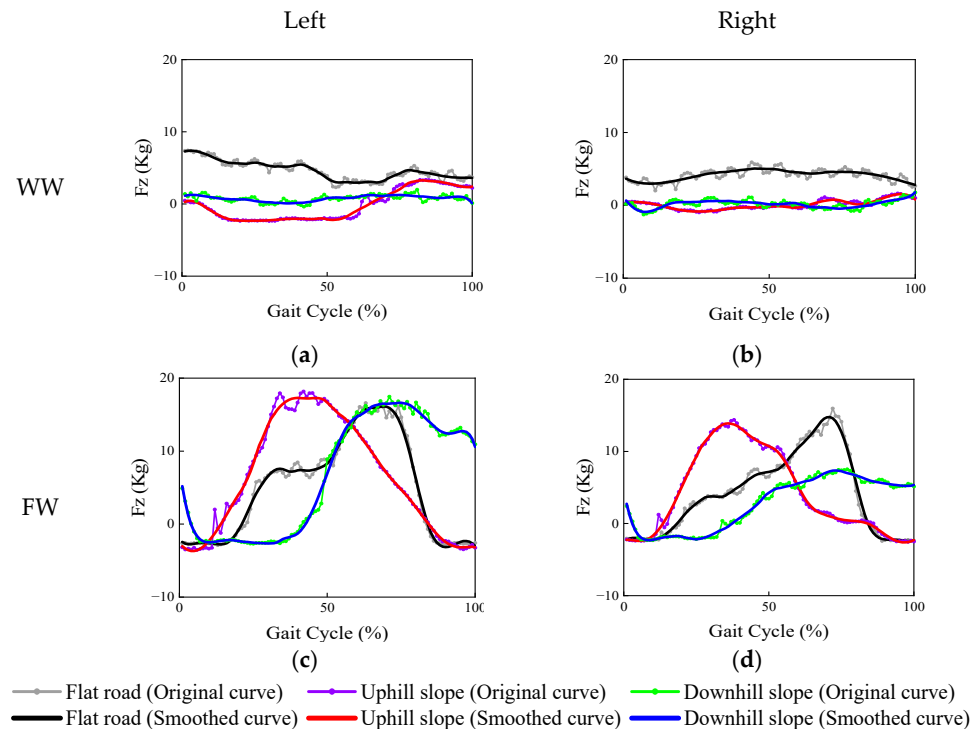 Left Right
20 20
10 10
WW Fz (Kg) 0 Fz (Kg) 0
−10 −10
0 50 100 0 50 100
Gait Cycle (%) Gait Cycle (%)
(a) (b)
20 20
10 10
FW Fz (Kg) 0 Fz (Kg) 0
−10 −10
0 50 100 0 50 100
Gait Cycle (%) Gait Cycle (%)
(c) (d)
Flat road (Original curve) Uphill slope (Original curve) Downhill slope (Original curve)
Flat road (Smoothed curve) Uphill slope (Smoothed curve) Downhill slope (Smoothed curve)